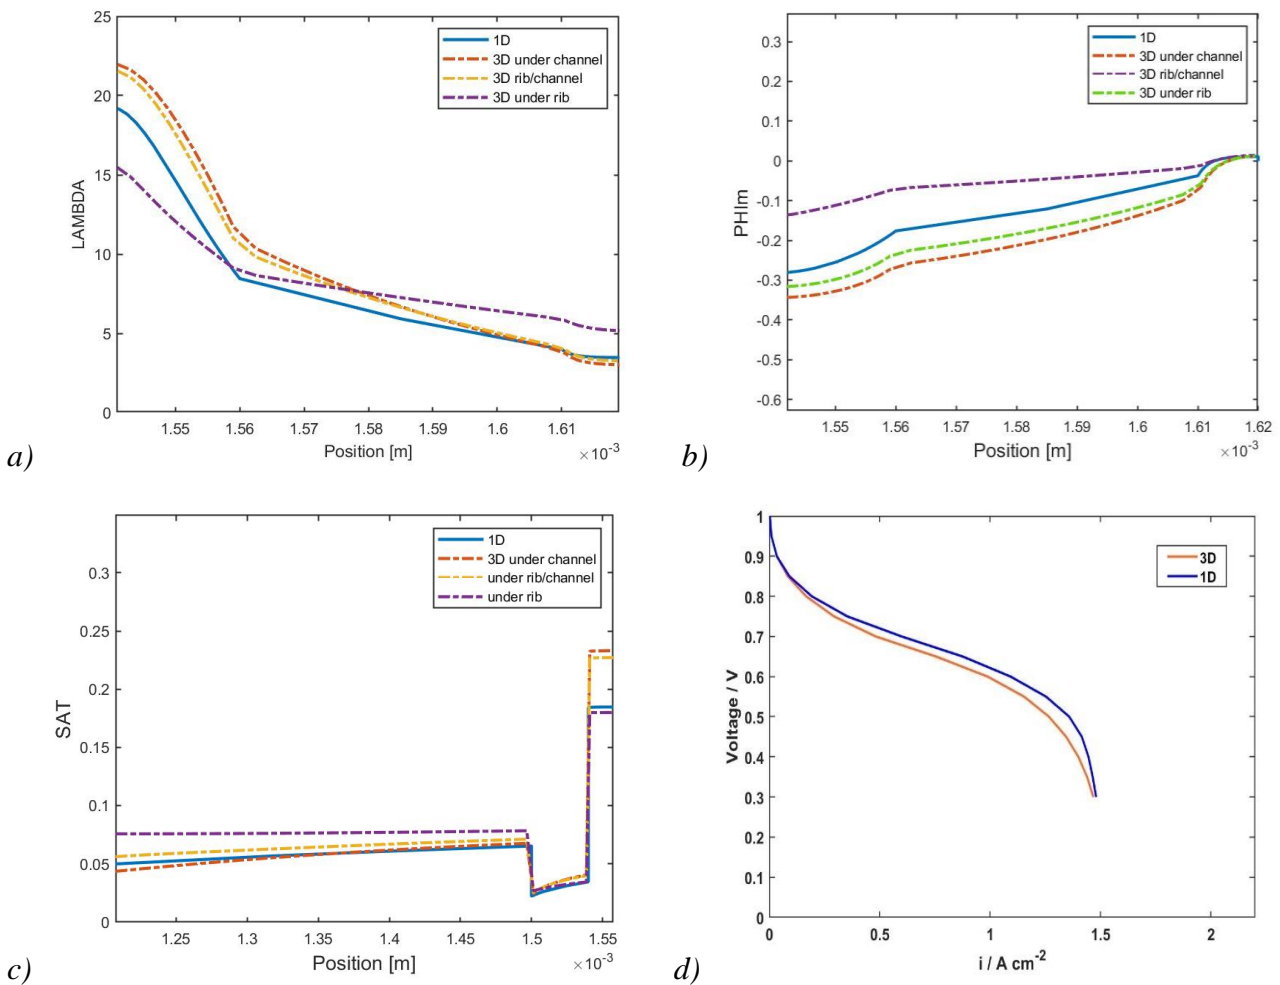 25
20
15
10
5
0
LAMBDA
1D
3D under channel
3D rib/channel
3D under rib
1.55 1.56 1.57 1.58 1.59 1.6 1.61
Position [m]
×10-3
a)
0.3
0.2
0.1
0
-0.1
-0.2
-0.3
-0.4
-0.5
-0.6
PHIm
1D
3D under channel
3D rib/channel
3D under rib
1.55 1.56 1.57 1.58 1.59 1.6 1.61 1.62
Position [m]
×10-3
b)
0.3
0.25
0.2
0.15
0.1
0.05
0
SAT
1D
3D under channel
under rib/channel
under rib
1.25 1.3 1.35 1.4 1.45 1.5 1.55
Position [m]
×10-3
c)
1
0.9
0.8
0.7
0.6
0.5
0.4
0.3
0.2
0.1
0
Voltage / V
3D
1D
0 0.5 1 1.5 2
i / A cm-2
d)